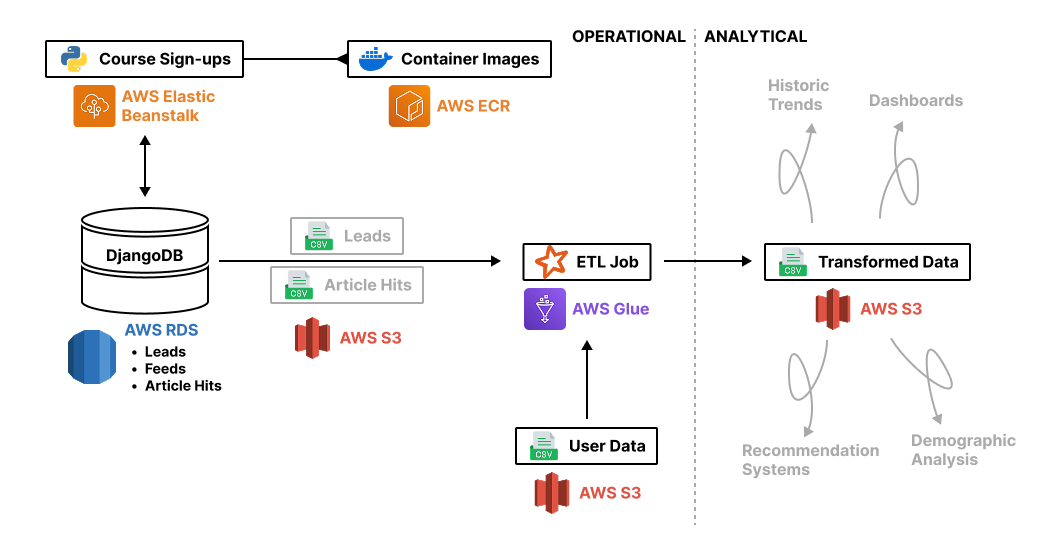 OPERATIONAL
ANALYTICAL
Course Sign-ups
Container Images
AWS Elastic
Beanstalk
AWS ECR
Historic
Trends
Dashboards
DjangoDB
CSV
Leads
CSV
Article Hits
AWS S3
ETL Job
AWS Glue
CSV
Transformed Data
AWS S3
AWS RDS
• Leads
• Feeds
• Article Hits
CSV
User Data
AWS S3
Recommendation
Systems
Demographic
Analysis